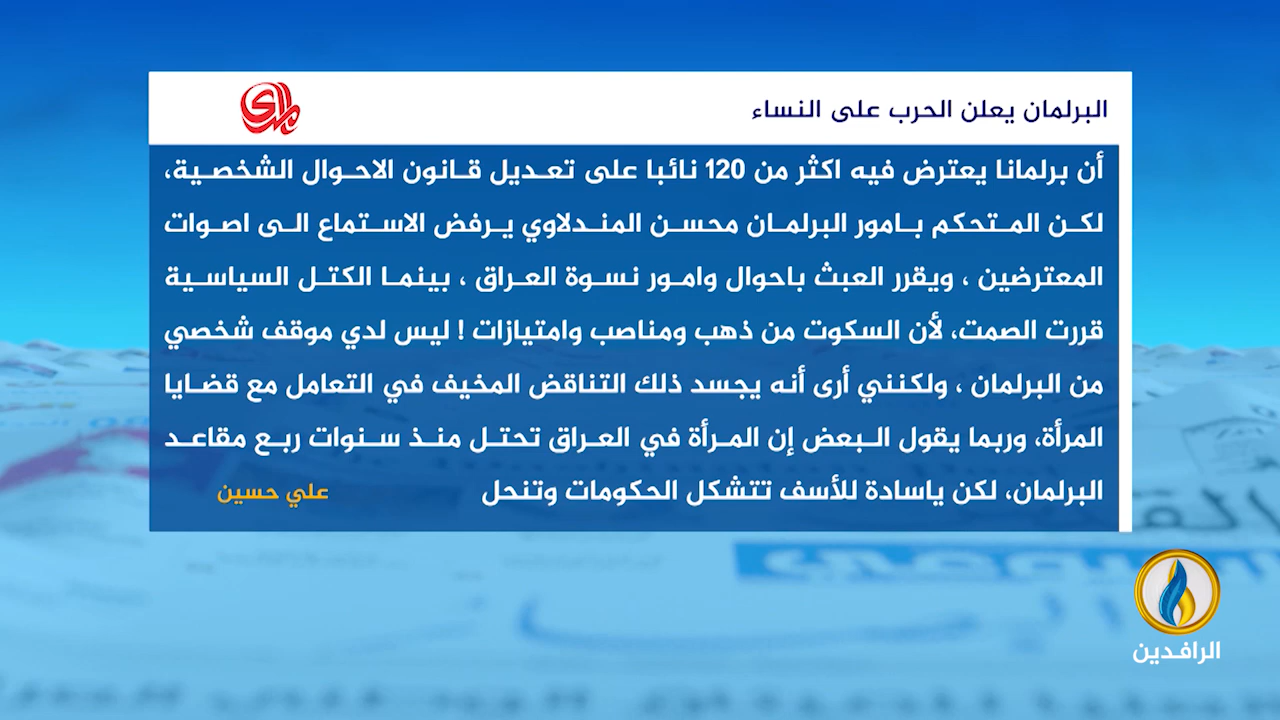 البرلمان يعلن الحرب على النساء
المدى
أن برلمانا يعترض فيه اكثر من 120 نائبا على تعديل قانون الاحوال الشخصية،
لكن المتحكم بامور البرلمان محسن المندلاوي يرفض الاستماع الى اصوات
المعترضين ، ويقرر العبث باحوال وامور نسوة العراق ، بينما الكتل السياسية
قررت الصمت، لأن السكوت من ذهب ومناصب وامتيازات ! ليس لدي موقف شخصي
من البرلمان ، ولكنني أرى أنه يجسد ذلك التناقض المخيف في التعامل مع قضايا
المرأة، وربما يقول البعض إن المرأة في العراق تحتل منذ سنوات ربع مقاعد
البرلمان، لكن ياسادة للأسف تتشكل الحكومات وتنحل
علي حسين
الرافدين